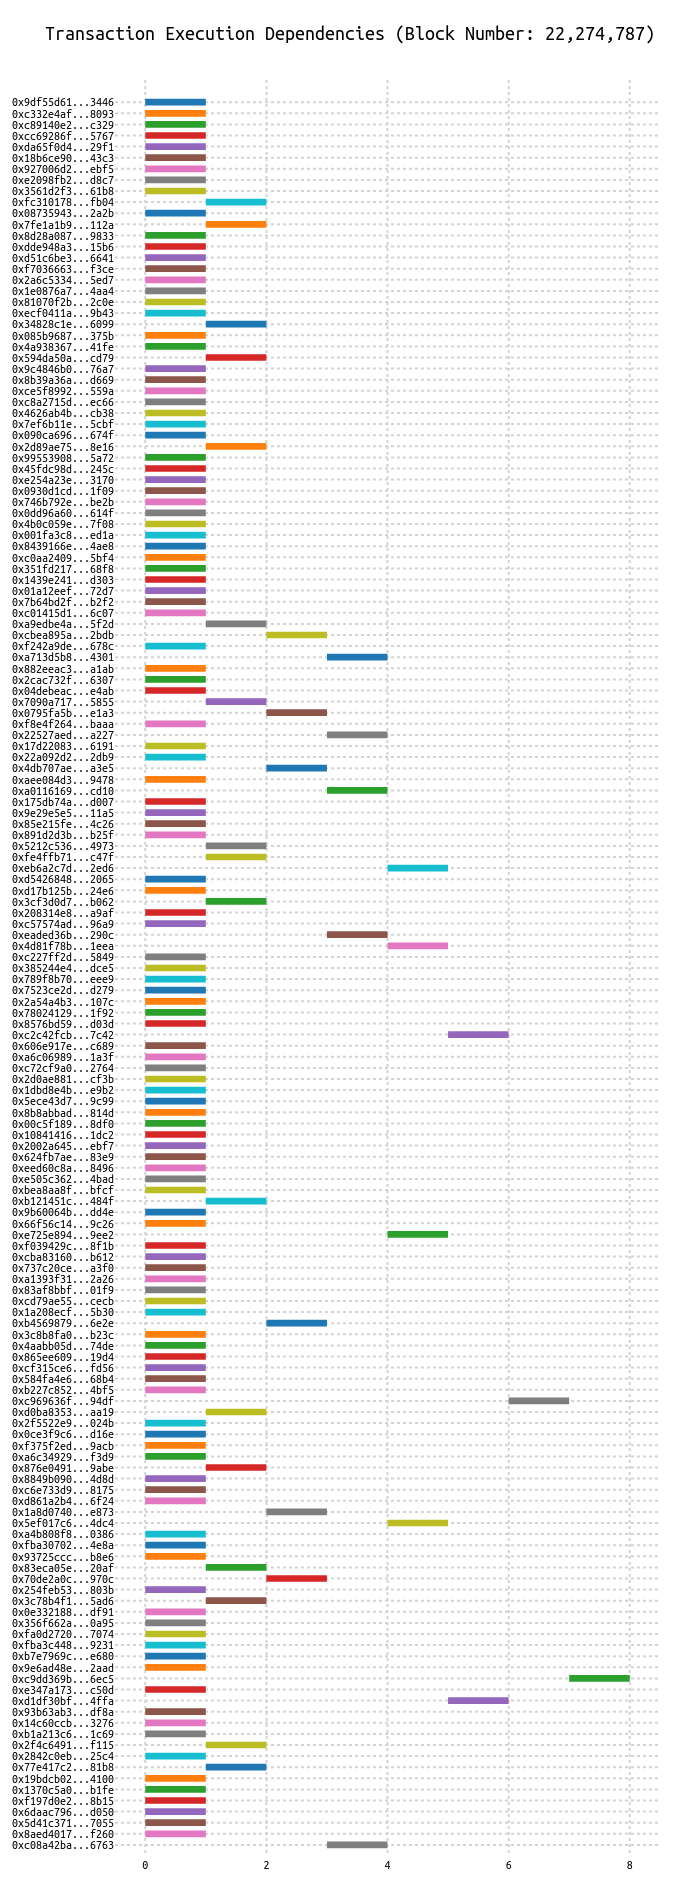 Transaction Execution Dependencies (Block Number: 22,274,787)
0x9df55d61...3446
0xc332e4af...8093
0xc89140e2...c329
0xcc69286f...5767
0xda65f0d4...29f1
0x18b6ce90...43c3
0x927006d2...ebf5
0xe2098fb2...d8c7
0x3561d2f3...61b8
0xfc310178...fb04
0x08735943...2a2b
0x7fe1a1b9...112a
0x8d28a087...9833
0xdde948a3...15b6
0xd51c6be3...6641
0xf7036663...f3ce
0x2a6c5334...5ed7
0x1e0876a7...4aa4
0x81070f2b...2c0e
0xecf0411a...9b43
0x34828c1e...6099
0x085b9687...375b
0x4a938367...41fe
0x594da50a...cd79
0x9c4846b0...76a7
0x8b39a36a...d669
0xce5f8992...559a
0xc8a2715d...ec66
0x4626ab4b...cb38
0x7ef6b11e...5cbf
0x090ca696...674f
0x2d89ae75...8e16
0x99553908...5a72
0x45fdc98d...245c
0xe254a23e...3170
0x0930d1cd...1f09
0x746b792e...be2b
0x0dd96a60...614f
0x4b0c059e...7f08
0x001fa3c8...ed1a
0x8439166e...4ae8
0xc0aa2409...5bf4
0x351fd217...68f8
0x1439e241...d303
0x01a12eef...72d7
0x7b64bd2f...b2f2
0xc01415d1...6c07
0xa9edbe4a...5f2d
0xcbea895a...2bdb
0xf242a9de...678c
0xa713d5b8...4301
0x882eeac3...a1ab
0x2cac732f...6307
0x04debeac...e4ab
0x7090a717...5855
0x0795fa5b...e1a3
0xf8e4f264...baaa
0x22527aed...a227
0x17d22083...6191
0x22a092d2...2db9
0x4db707ae...a3e5
0xaee084d3...9478
0xa0116169...cd10
0x175db74a...d007
0x9e29e5e5...11a5
0x85e215fe...4c26
0x891d2d3b...b25f
0x5212c536...4973
0xfe4ffb71...c47f
0xeb6a2c7d...2ed6
0xd5426848...2065
0xd17b125b...24e6
0x3cf3d0d7...b062
0x208314e8...a9af
0xc57574ad...96a9
0xeaded36b...290c
0x4d81f78b...1eea
0xc227ff2d...5849
0x385244e4...dce5
0x789f8b70...eee9
0x7523ce2d...d279
0x2a54a4b3...107c
0x78024129...1f92
0x8576bd59...d03d
0xc2c42fcb...7c42
0x606e917e...c689
0xa6c06989...1a3f
0xc72cf9a0...2764
0x2d0ae881...cf3b
0x1dbd8e4b...e9b2
0x5ece43d7...9c99
0x8b8abbad...814d
0x00c5f189...8df0
0x10841416...1dc2
0x2002a645...ebf7
0x624fb7ae...83e9
0xeed60c8a...8496
0xe505c362...4bad
0xbea8aa8f...bfcf
0xb121451c...484f
0x9b60064b...dd4e
0x66f56c14...9c26
0xe725e894...9ee2
0xf039429c...8f1b
0xcba83160...b612
0x737c20ce...a3f0
0xa1393f31...2a26
0x83af8bbf...01f9
0xcd79ae55...cecb
0x1a208ecf...5b30
0xb4569879...6e2e
0x3c8b8fa0...b23c
0x4aabb05d...74de
0x865ee609...19d4
0xcf315ce6...fd56
0x584fa4e6...68b4
0xb227c852...4bf5
0xc969636f...94df
0xd0ba8353...aa19
0x2f5522e9...024b
0x0ce3f9c6...d16e
0xf375f2ed...9acb
0xa6c34929...f3d9
0x876e0491...9abe
0x8849b090...4d8d
0xc6e733d9...8175
0xd861a2b4...6f24
0x1a8d0740...e873
0x5ef017c6...4dc4
0xa4b808f8...0386
0xfba30702...4e8a
0x93725ccc...b8e6
0x83eca05e...20af
0x70de2a0c...970c
0x254feb53...803b
0x3c78b4f1...5ad6
0x0e332188...df91
0x356f662a...0a95
0xfa0d2720...7074
0xfba3c448...9231
0xb7e7969c...e680
0x9e6ad48e...2aad
0xc9dd369b...6ec5
0xe347a173...c50d
0xd1df30bf...4ffa
0x93b63ab3...df8a
0x14c60ccb...3276
0xb1a213c6...1c69
0x2f4c6491...f115
0x2842c0eb...25c4
0x77e417c2...81b8
0x19bdcb02...4100
0x1370c5a0...b1fe
0xf197d0e2...8b15
0x6daac796...d050
0x5d41c371...7055
0x8aed4017...f260
0xc08a42ba...6763
0 2 4 6 8